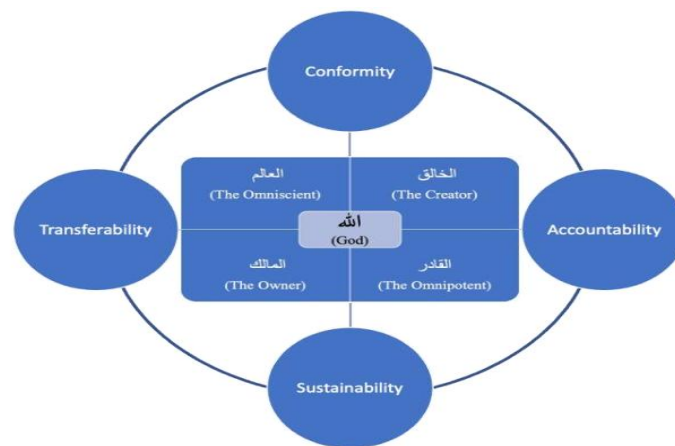 Conformity
العالم
(The Omniscient)
الخالق
(The Creator)
Transferability
الله
(God)
Accountability
المالك
(The Owner)
القادر
(The Omnipotent)
Sustainability